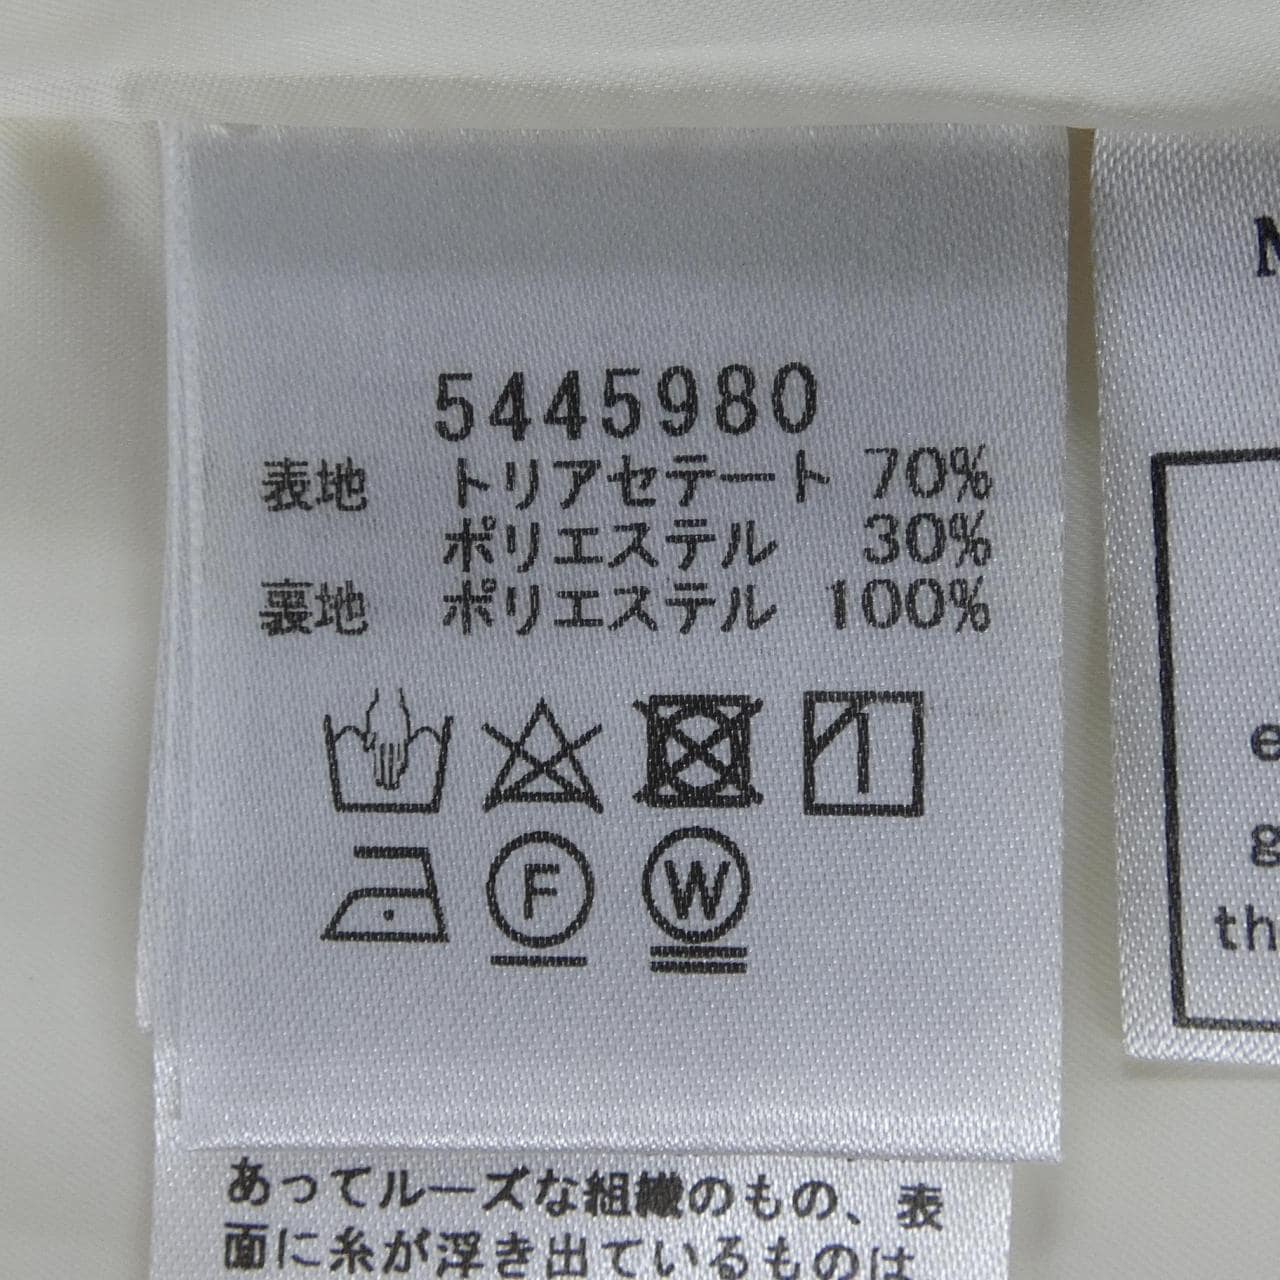 5445980
表地 トリアセテート 70%
ポリエステル 30%
裏地 ポリエステル 100%
F W
あってルーズな組織のもの、表
面に糸が浮き出ているものは
e
g
th